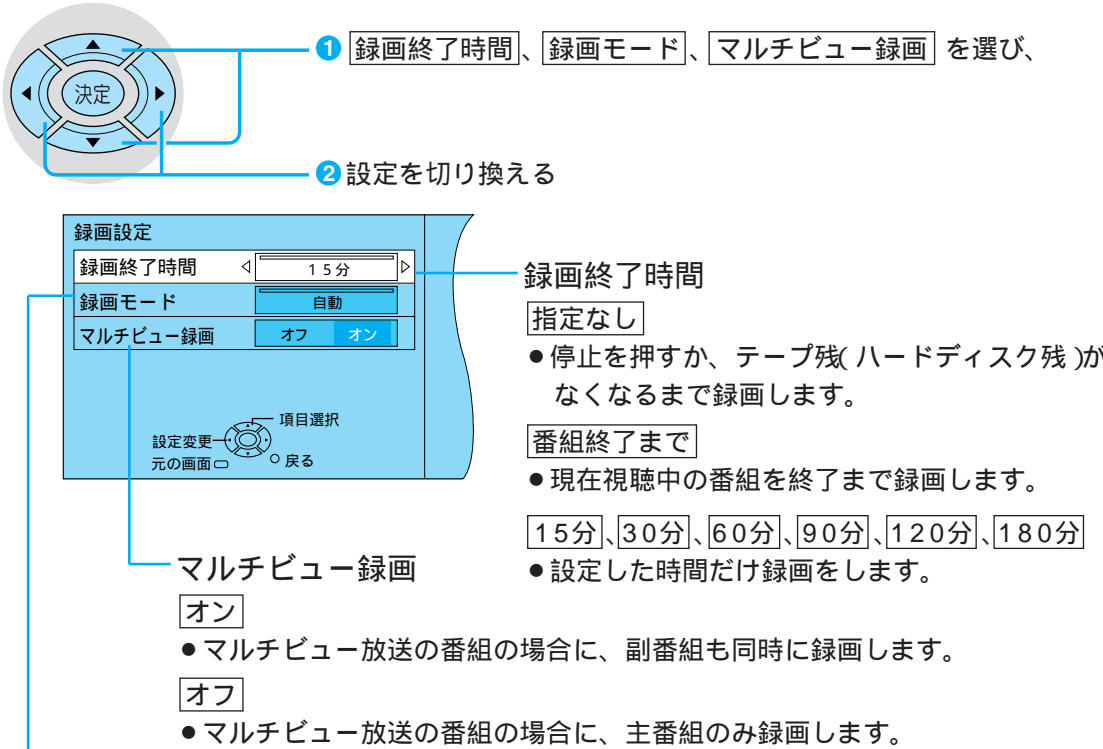 決定
❶ 録画終了時間、録画モード、マルチビュー録画 を選び、
❷ 設定を切り換える
録画設定
録画終了時間 ◁ 15分 ▷
録画モード 自動
マルチビュー録画 オフ オン
項目選択
設定変更
元の画面 戻る
録画終了時間
指定なし
● 停止を押すか、テープ残(ハードディスク残)が
なくなるまで録画します。
番組終了まで
● 現在視聴中の番組を終了まで録画します。
15分、30分、60分、90分、120分、180分
● 設定した時間だけ録画をします。
マルチビュー録画
オン
● マルチビュー放送の番組の場合に、副番組も同時に録画します。
オフ
● マルチビュー放送の番組の場合に、主番組のみ録画します。